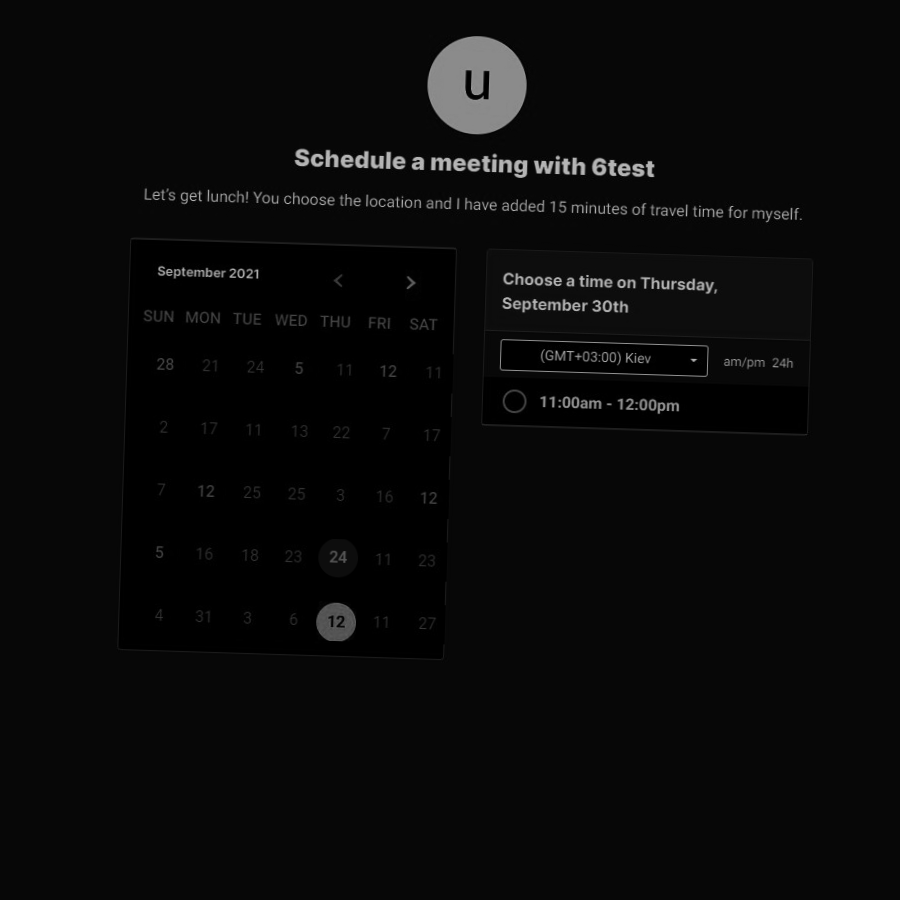 u
Schedule a meeting with 6test
Let's get lunch! You choose the location and I have added 15 minutes of travel time for myself.
September 2021
SUN MON TUE WED THU FRI SAT
28 21 24 5 11 12 11
2 17 11 13 22 7 17
7 12 25 25 3 16 12
5 16 18 23 24 11 23
4 31 3 6 12 11 27
Choose a time on Thursday,
September 30th
(GMT+03:00) Kiev
am/pm 24h
11:00am - 12:00pm